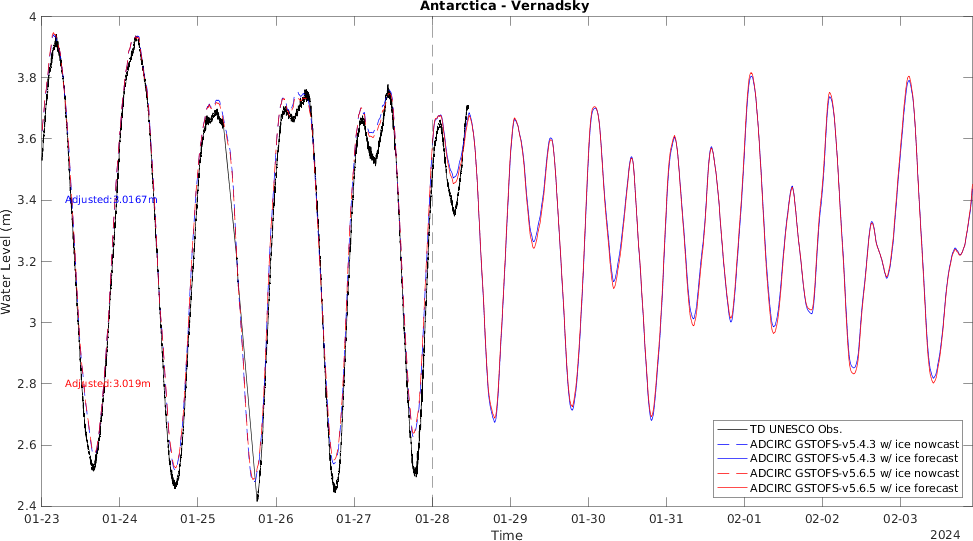 Antarctica - Vernadsky
4
3.8
3.6
3.4
3.2
3
2.8
2.6
2.4
Water Level (m)
Adjusted:3.0167m
Adjusted:3.019m
TD UNESCO Obs.
ADCIRC GSTOFS-v5.4.3 w/ ice nowcast
ADCIRC GSTOFS-v5.4.3 w/ ice forecast
ADCIRC GSTOFS-v5.6.5 w/ ice nowcast
ADCIRC GSTOFS-v5.6.5 w/ ice forecast
01-23 01-24 01-25 01-26 01-27 01-28 01-29 01-30 01-31 02-01 02-02 02-03
Time
2024